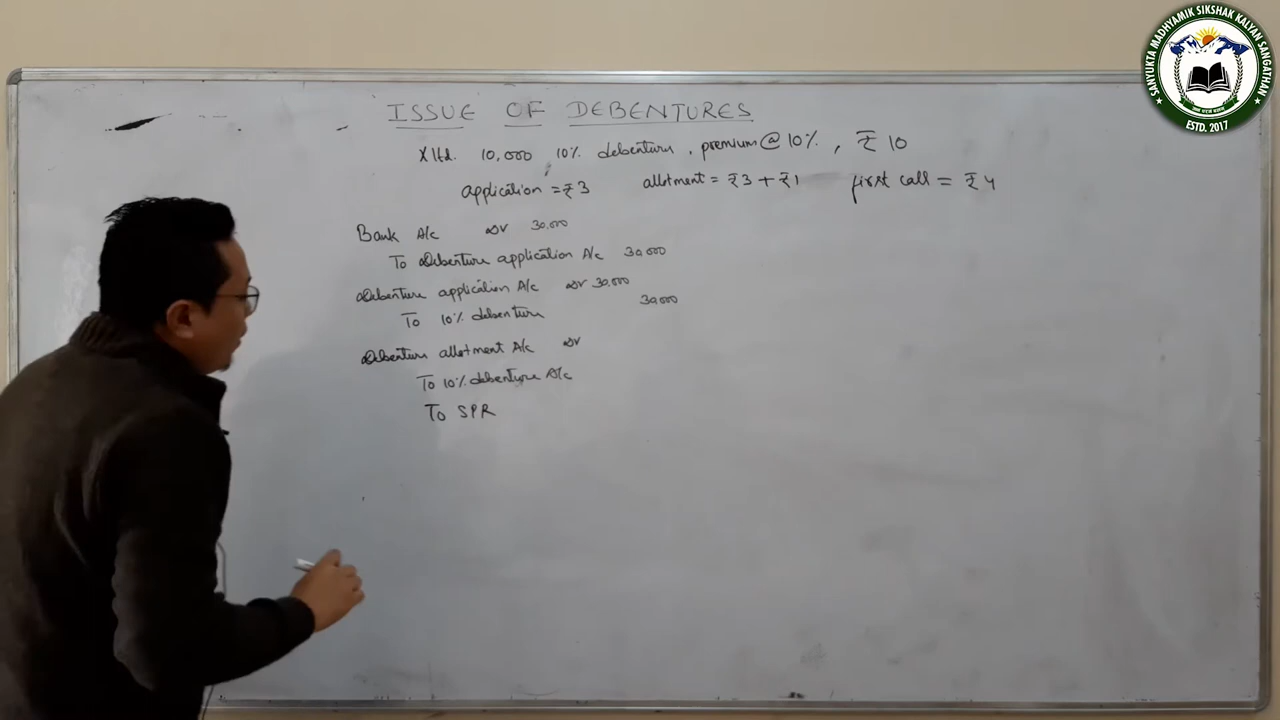 ISSUE OF DEBENTURES
X ltd. 10,000 10% debenture, premium @ 10%, ₹ 10
application = ₹3 allotment = ₹3 + ₹1 first call = ₹ 4
Bank A/c Dr 30,000
To Debenture application A/c 30,000
Debenture application A/c Dr 30,000
To 10% debenture 30,000
Debenture allotment A/c Dr
To 10% debenture A/c
To SPR
SANYUKTA MADHYAMIK SIKSHAK KALYAN SANGATHAN
ESTD. 2017